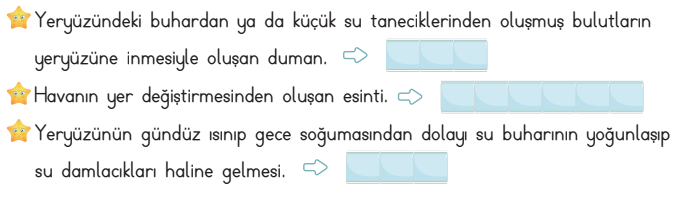 Yeryüzündeki buhardan ya da küçük su taneciklerinden oluşmuş bulutların
yeryüzüne inmesiyle oluşan duman.
Havanın yer değiştirmesinden oluşan esinti.
Yeryüzünün gündüz ısınıp gece soğumasından dolayı su buharının yoğunlaşıp
su damlacıkları haline gelmesi.